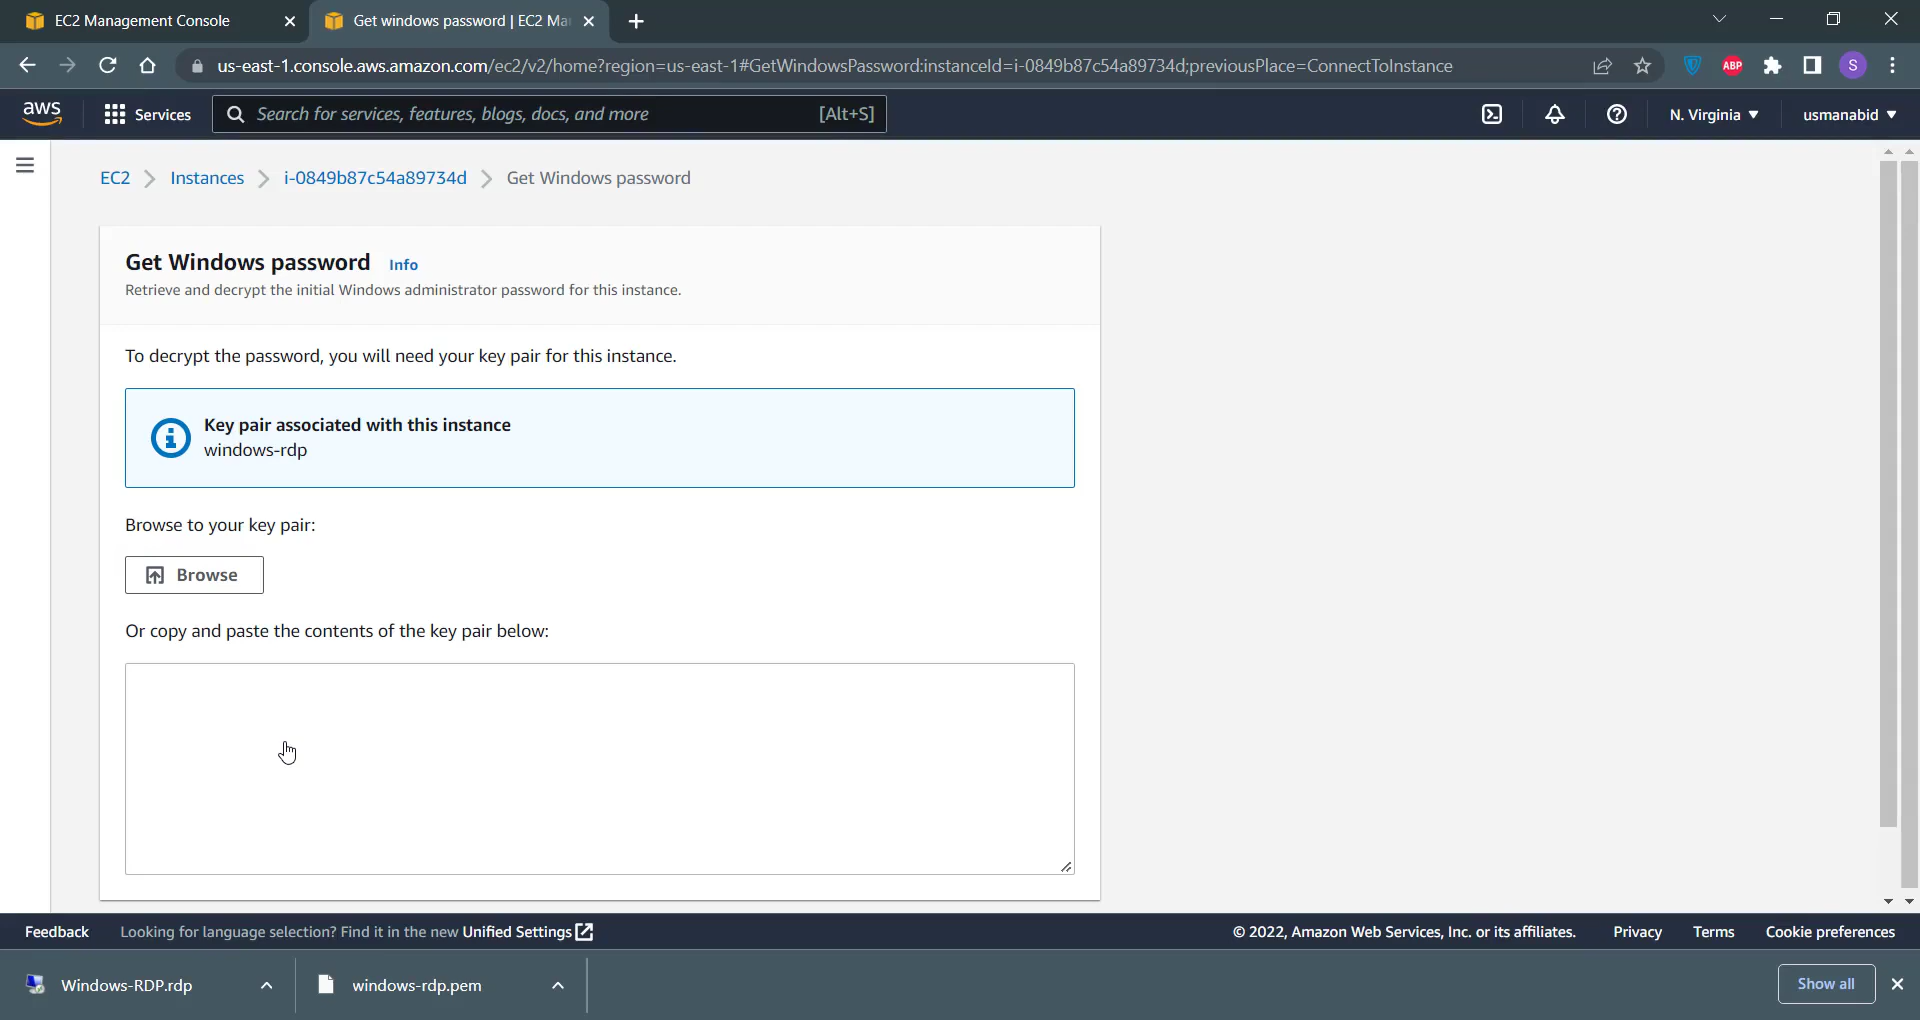 EC2 Management Console
Get windows password | EC2 Ma
us-east-1.console.aws.amazon.com/ec2/v2/home?region=us-east-1#GetWindowsPassword:instanceId=i-0849b87c54a89734d;previousPlace=ConnectToInstance
ABP
S
aws
Services
Search for services, features, blogs, docs, and more
[Alt+S]
N. Virginia
usmanabid
EC2
Instances
i-0849b87c54a89734d
Get Windows password
Get Windows password Info
Retrieve and decrypt the initial Windows administrator password for this instance.
To decrypt the password, you will need your key pair for this instance.
Key pair associated with this instance
windows-rdp
Browse to your key pair:
Browse
Or copy and paste the contents of the key pair below:
Feedback
Looking for language selection? Find it in the new Unified Settings
© 2022, Amazon Web Services, Inc. or its affiliates.
Privacy
Terms
Cookie preferences
Windows-RDP.rdp
windows-rdp.pem
Show all